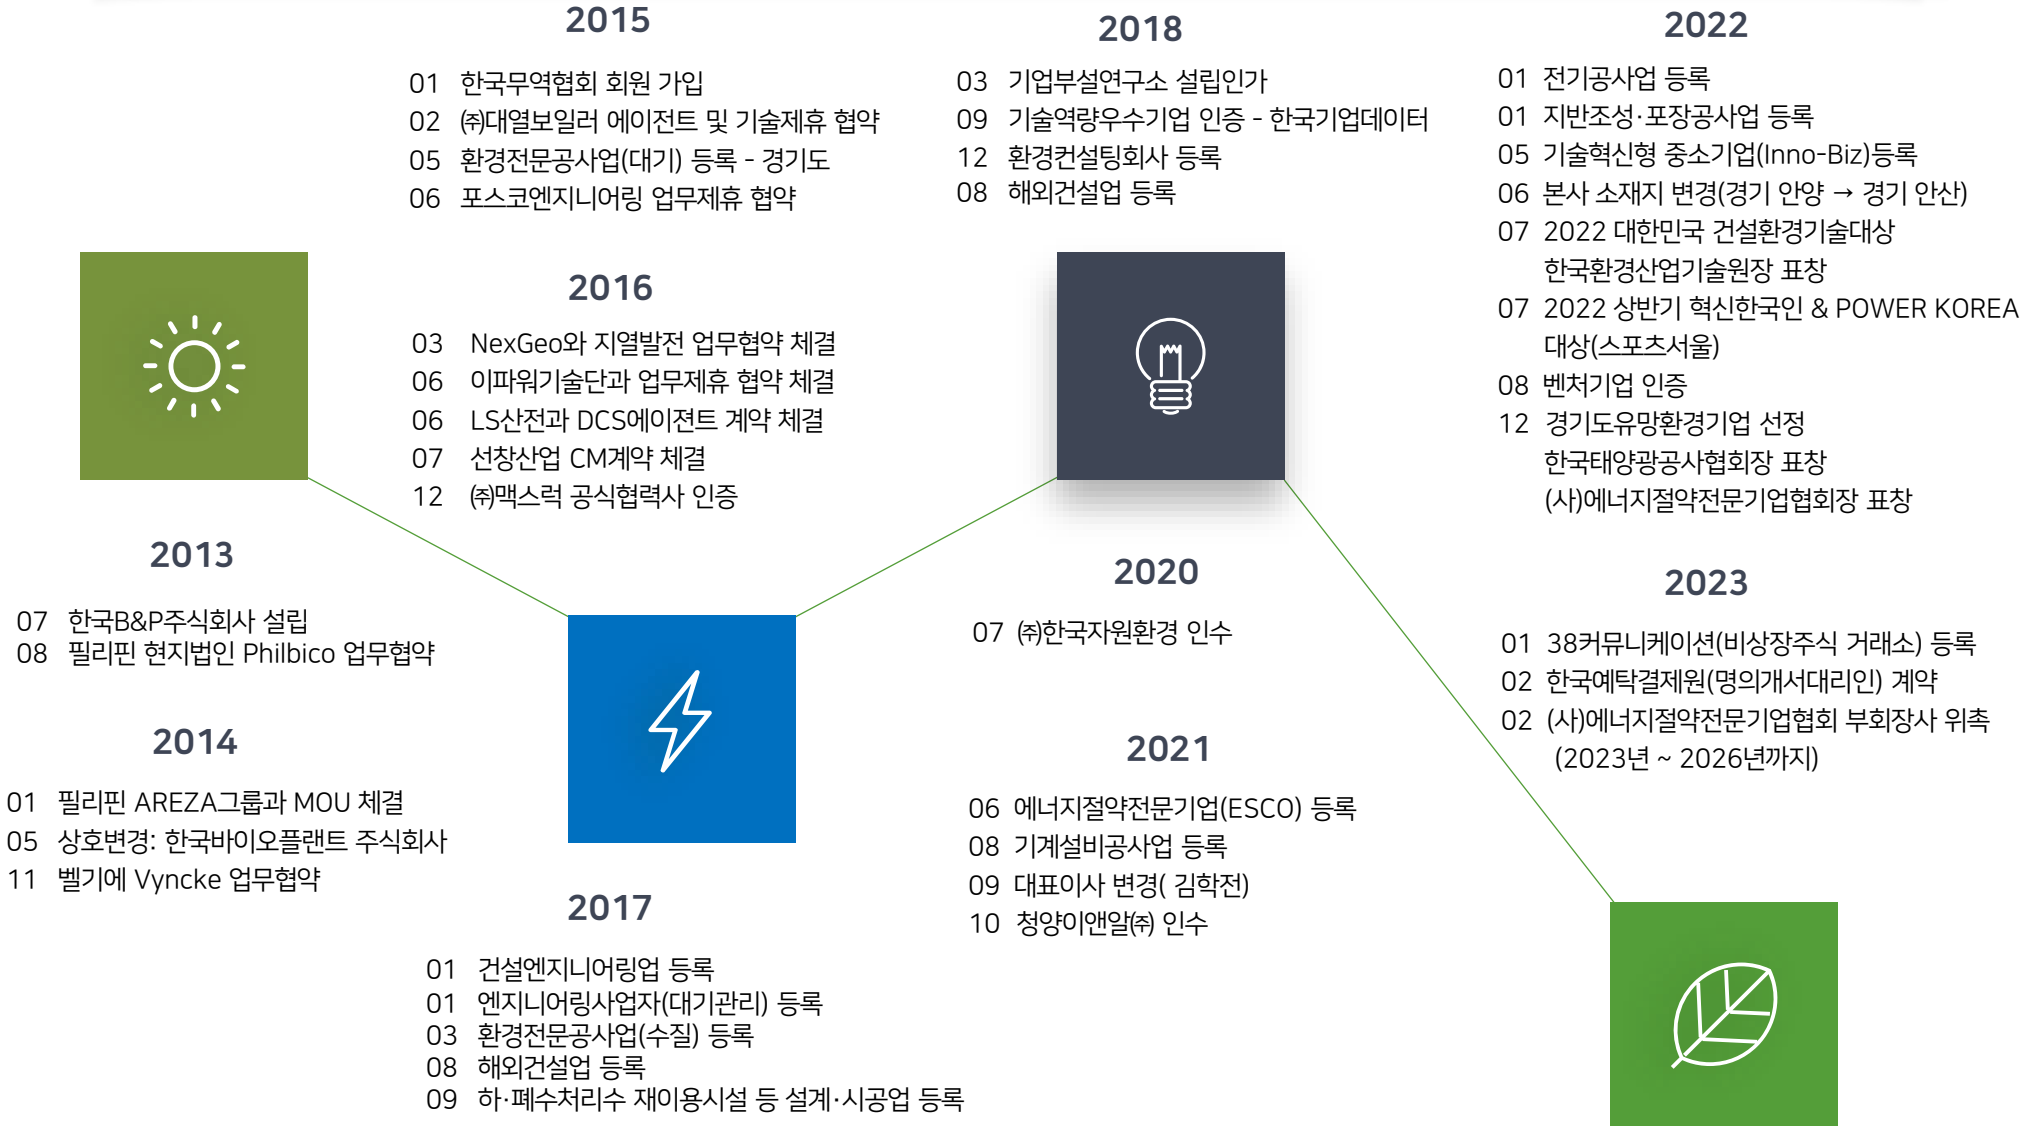 2013
07 한국B&P주식회사 설립
08 필리핀 현지법인 Philbico 업무협약
2014
01 필리핀 AREZA그룹과 MOU 체결
05 상호변경: 한국바이오플랜트 주식회사
11 벨기에 Vyncke 업무협약
2015
01 한국무역협회 회원 가입
02 ㈜대열보일러 에이전트 및 기술제휴 협약
05 환경전문공사업(대기) 등록 - 경기도
06 포스코엔지니어링 업무제휴 협약
2016
03 NexGeo와 지열발전 업무협약 체결
06 이파워기술단과 업무제휴 협약 체결
06 LS산전과 DCS에이젼트 계약 체결
07 선창산업 CM계약 체결
12 ㈜맥스럭 공식협력사 인증
2017
01 건설엔지니어링업 등록
01 엔지니어링사업자(대기관리) 등록
03 환경전문공사업(수질) 등록
08 해외건설업 등록
09 하·폐수처리수 재이용시설 등 설계·시공업 등록
2018
03 기업부설연구소 설립인가
09 기술역량우수기업 인증 - 한국기업데이터
12 환경컨설팅회사 등록
08 해외건설업 등록
2020
07 ㈜한국자원환경 인수
2021
06 에너지절약전문기업(ESCO) 등록
08 기계설비공사업 등록
09 대표이사 변경( 김학전)
10 청양이앤알㈜ 인수
2022
01 전기공사업 등록
01 지반조성·포장공사업 등록
05 기술혁신형 중소기업(Inno-Biz)등록
06 본사 소재지 변경(경기 안양 → 경기 안산)
07 2022 대한민국 건설환경기술대상
한국환경산업기술원장 표창
07 2022 상반기 혁신한국인 & POWER KOREA
대상(스포츠서울)
08 벤처기업 인증
12 경기도유망환경기업 선정
한국태양광공사협회장 표창
(사)에너지절약전문기업협회장 표창
2023
01 38커뮤니케이션(비상장주식 거래소) 등록
02 한국예탁결제원(명의개서대리인) 계약
02 (사)에너지절약전문기업협회 부회장사 위촉
(2023년 ~ 2026년까지)